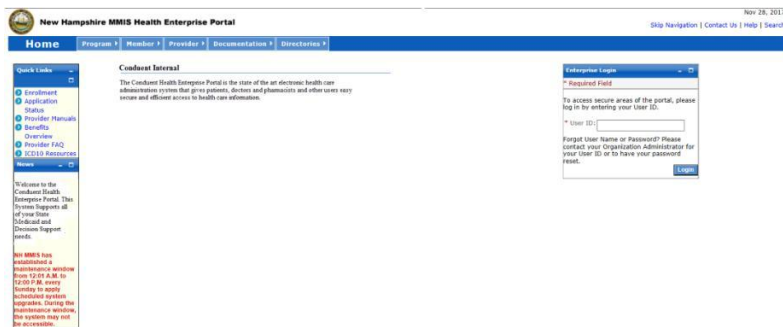 Nov 28, 2017
New Hampshire MMIS Health Enterprise Portal
Skip Navigation | Contact Us | Help | Search
Home
Program
Member
Provider
Documentation
Directories
Quick Links
Enrollment
Application
Status
Provider Manuals
Benefits
Overview
Provider FAQ
ICD10 Resources
News
Welcome to the
Conduent Health
Enterprise Portal. This
System Supports all
of your State
Medicaid and
Decision Support
needs.
NH MMIS has
established a
maintenance window
from 12:01 A.M. to
12:00 P.M. every
Sunday to apply
scheduled system
upgrades. During the
maintenance window,
the system may not
be accessible.
Conduent Internal
The Conduent Health Enterprise Portal is the state of the art electronic health care
administration system that gives patients, doctors and pharmacists and other users easy
secure and efficient access to health care information.
Enterprise Login
* Required Field
To access secure areas of the portal, please
log in by entering your User ID.
* User ID:
Forgot User Name or Password? Please
contact your Organization Administrator for
your User ID or to have your password
reset.
Login